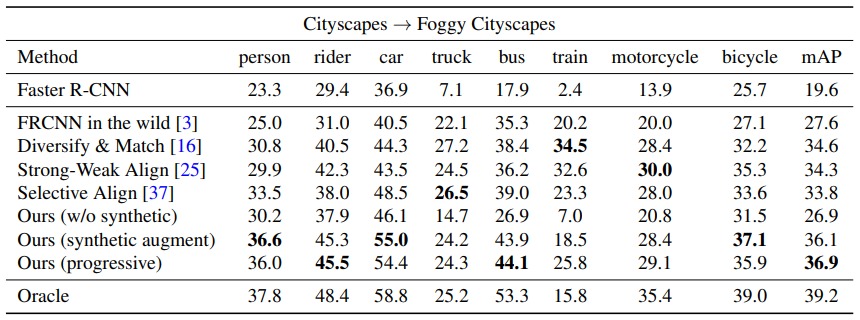 Cityscapes → Foggy Cityscapes
Method person rider car truck bus train motorcycle bicycle mAP
Faster R-CNN 23.3 29.4 36.9 7.1 17.9 2.4 13.9 25.7 19.6
FRCNN in the wild [3] 25.0 31.0 40.5 22.1 35.3 20.2 20.0 27.1 27.6
Diversify & Match [16] 30.8 40.5 44.3 27.2 38.4 34.5 28.4 32.2 34.6
Strong-Weak Align [25] 29.9 42.3 43.5 24.5 36.2 32.6 30.0 35.3 34.3
Selective Align [37] 33.5 38.0 48.5 26.5 39.0 23.3 28.0 33.6 33.8
Ours (w/o synthetic) 30.2 37.9 46.1 14.7 26.9 7.0 20.8 31.5 26.9
Ours (synthetic augment) 36.6 45.3 55.0 24.2 43.9 18.5 28.4 37.1 36.1
Ours (progressive) 36.0 45.5 54.4 24.3 44.1 25.8 29.1 35.9 36.9
Oracle 37.8 48.4 58.8 25.2 53.3 15.8 35.4 39.0 39.2